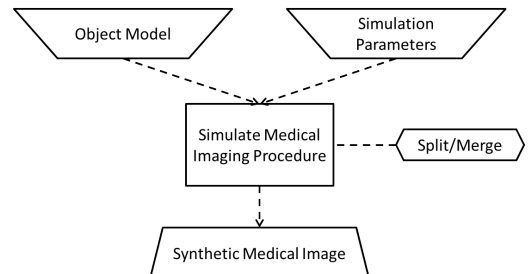 Object Model
Simulation
Parameters
Simulate Medical
Imaging Procedure
Split/Merge
Synthetic Medical Image